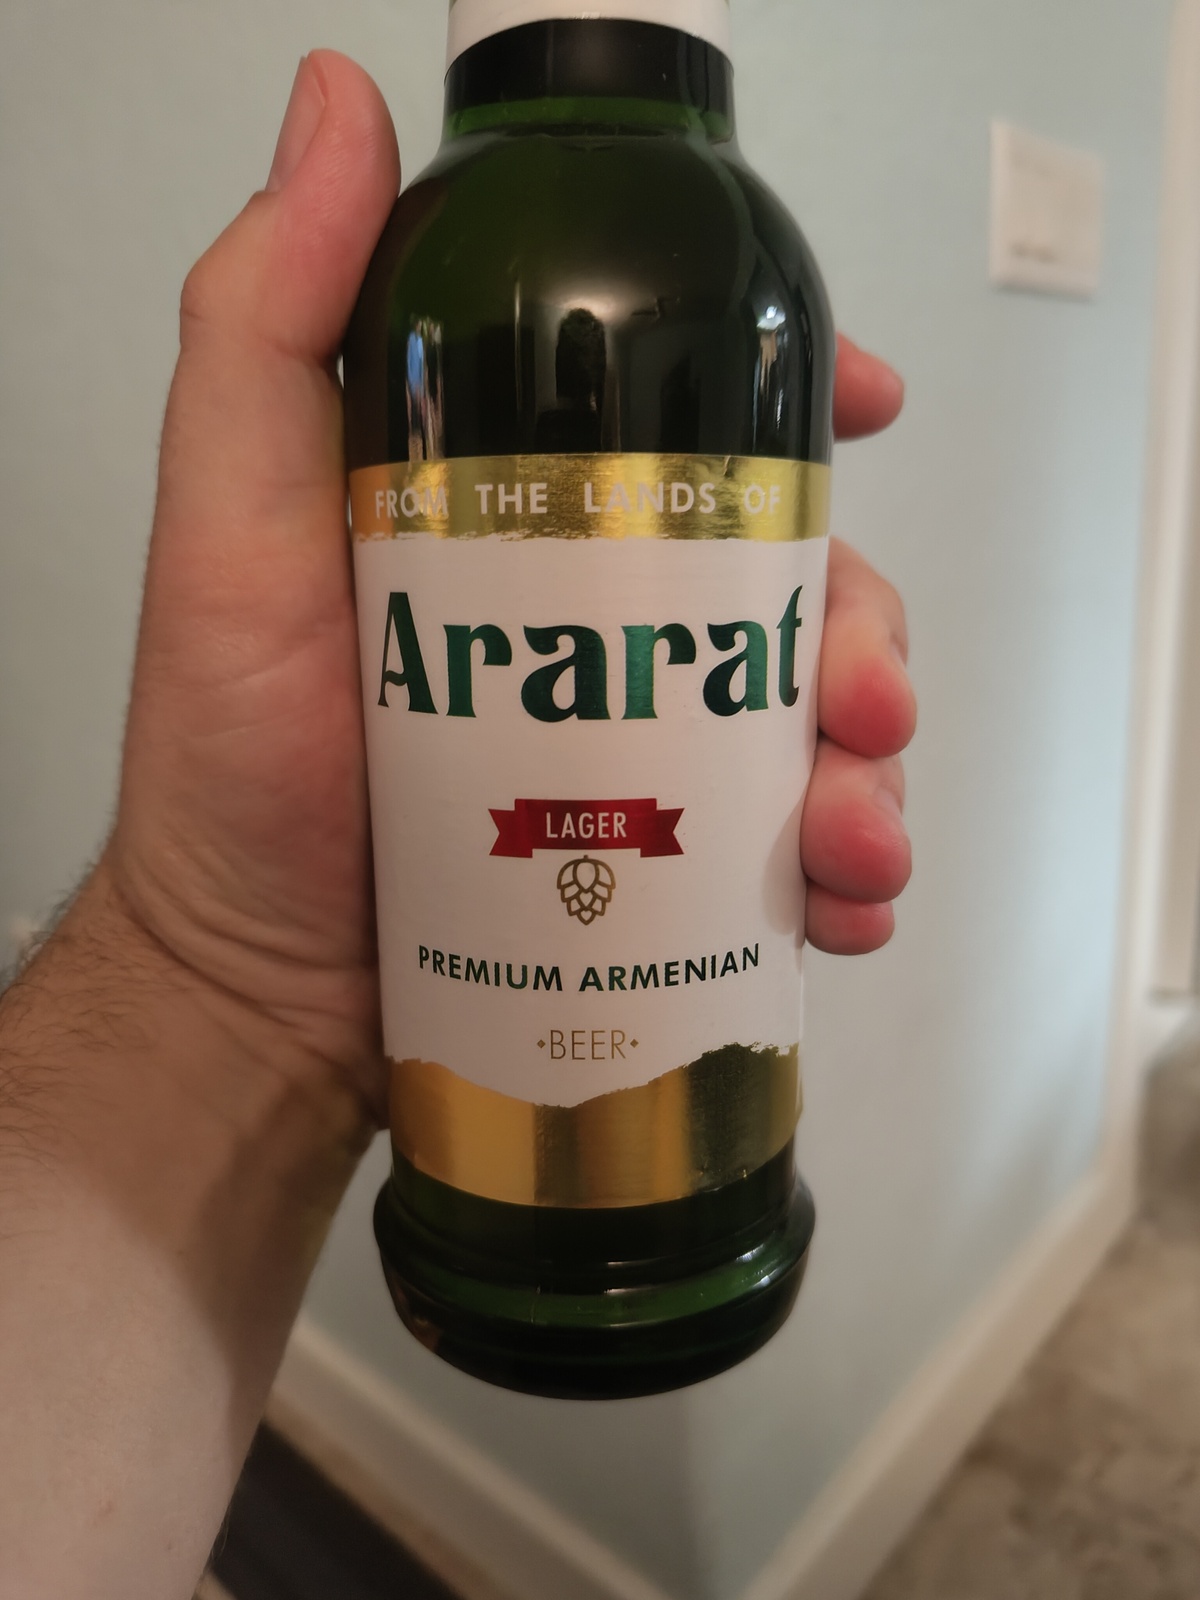 FROM THE LANDS OF
Ararat
LAGER
PREMIUM ARMENIAN
·BEER·